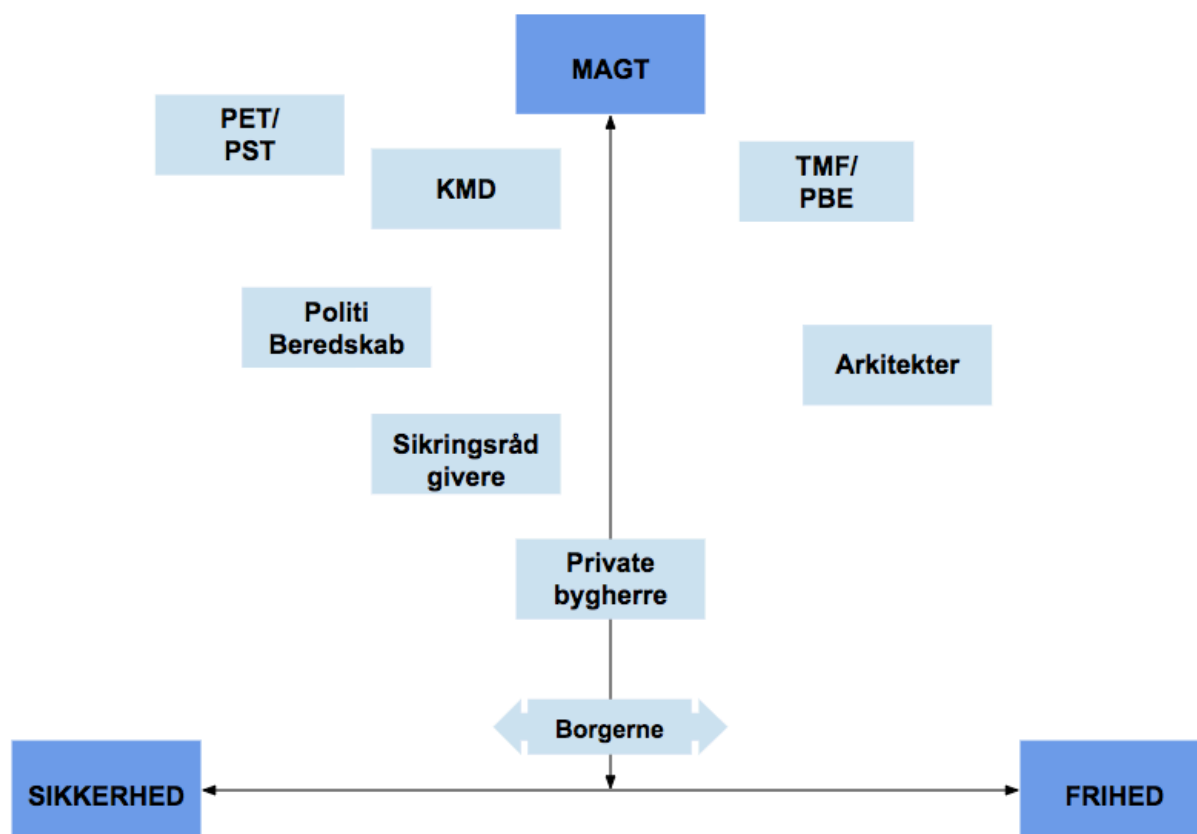 MAGT
PET/
PST
KMD
TMF/
PBE
Politi
Beredskab
Arkitekter
Sikringsråd
givere
Private
bygherre
Borgerne
SIKKERHED
FRIHED